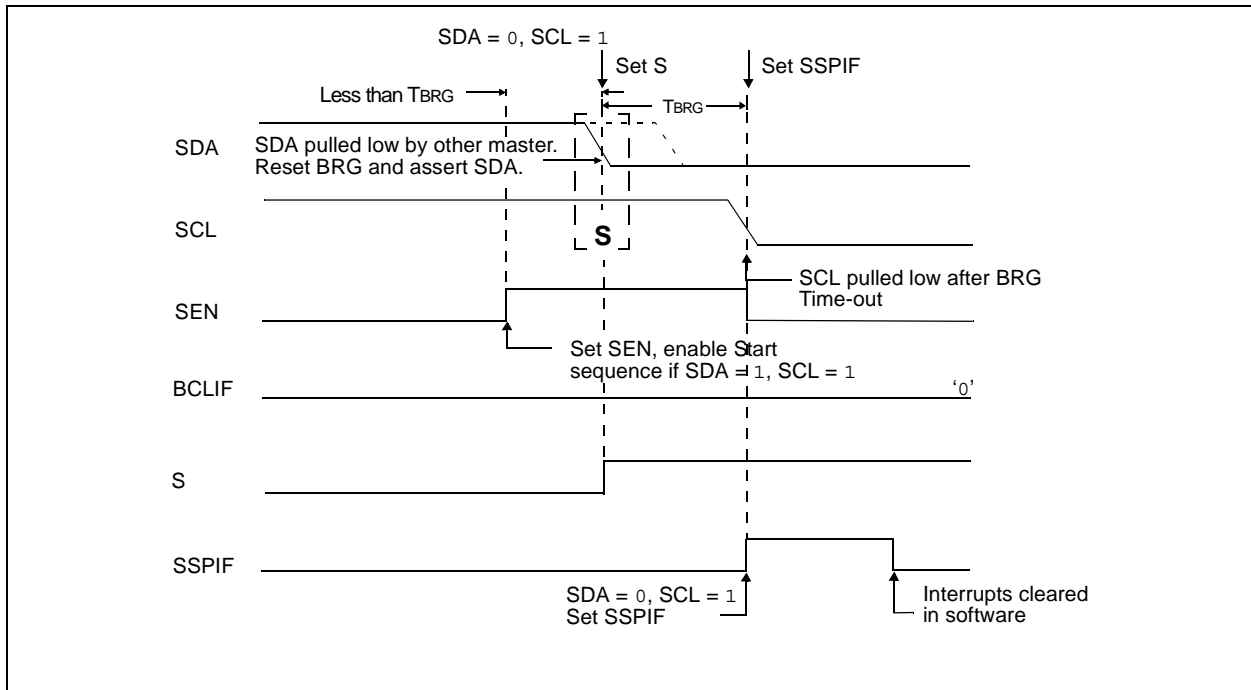 SDA = 0, SCL = 1
Set S
Set SSPIF
Less than TBRG
TBRG
SDA
SDA pulled low by other master.
Reset BRG and assert SDA.
SCL
S
SCL pulled low after BRG
Time-out
SEN
Set SEN, enable Start
sequence if SDA = 1, SCL = 1
BCLIF
‘0’
S
SSPIF
SDA = 0, SCL = 1
Set SSPIF
Interrupts cleared
in software